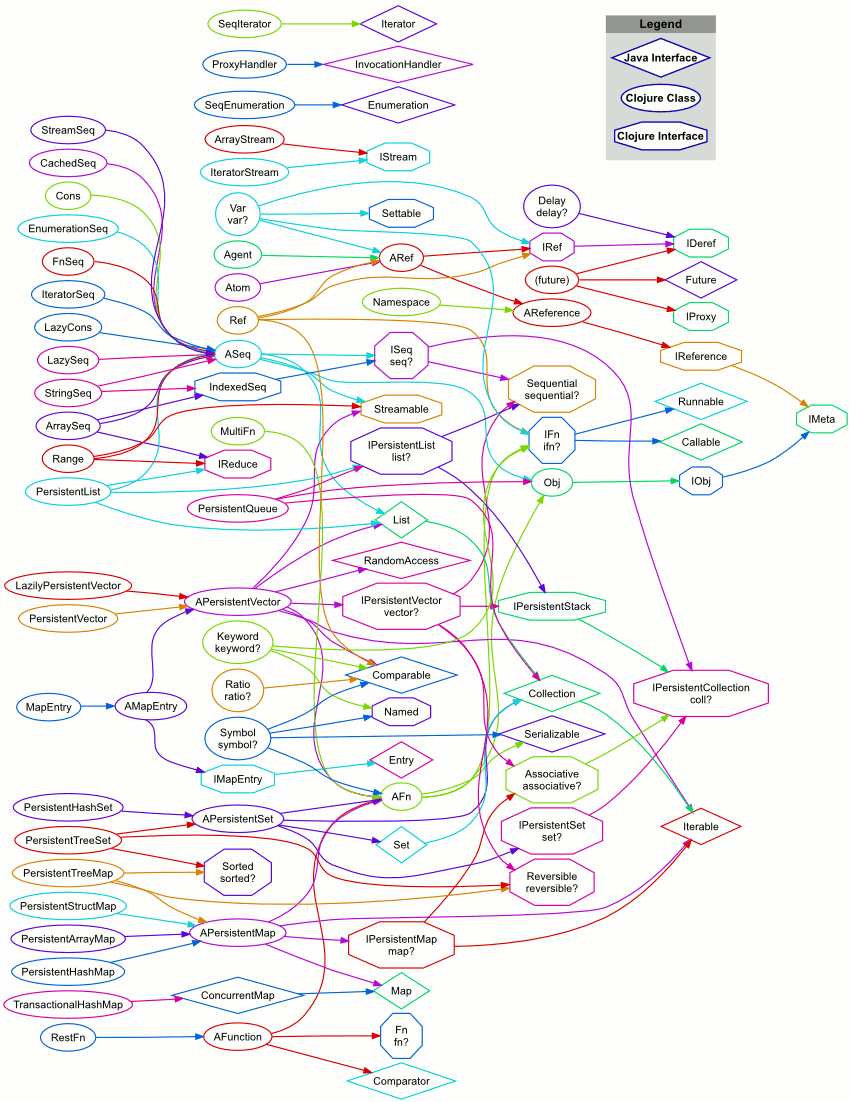 SeqIterator
Iterator
Legend
ProxyHandler
InvocationHandler
Java Interface
SeqEnumeration
Enumeration
Clojure Class
StreamSeq
ArrayStream
Clojure Interface
CachedSeq
IteratorStream
IStream
Cons
Var
var?
Settable
Delay
delay?
EnumerationSeq
Agent
ARef
IRef
IDeref
FnSeq
Atom
(future)
Future
IteratorSeq
Namespace
AReference
IProxy
LazyCons
Ref
ASeq
ISeq
seq?
IReference
LazySeq
StringSeq
IndexedSeq
Sequential
sequential?
Runnable
ArraySeq
Streamable
IMeta
MultiFn
IPersistentList
list?
IFn
ifn?
Callable
Range
IReduce
PersistentList
Obj
IObj
PersistentQueue
List
RandomAccess
LazilyPersistentVector
APersistentVector
IPersistentVector
vector?
IPersistentStack
PersistentVector
Keyword
keyword?
Comparable
Ratio
ratio?
Collection
IPersistentCollection
coll?
MapEntry
AMapEntry
Named
Symbol
symbol?
Serializable
IMapEntry
Entry
Associative
associative?
AFn
PersistentHashSet
APersistentSet
IPersistentSet
set?
Iterable
PersistentTreeSet
Set
PersistentTreeMap
Sorted
sorted?
Reversible
reversible?
PersistentStructMap
APersistentMap
IPersistentMap
map?
PersistentArrayMap
PersistentHashMap
Map
TransactionalHashMap
ConcurrentMap
RestFn
AFunction
Fn
fn?
Comparator